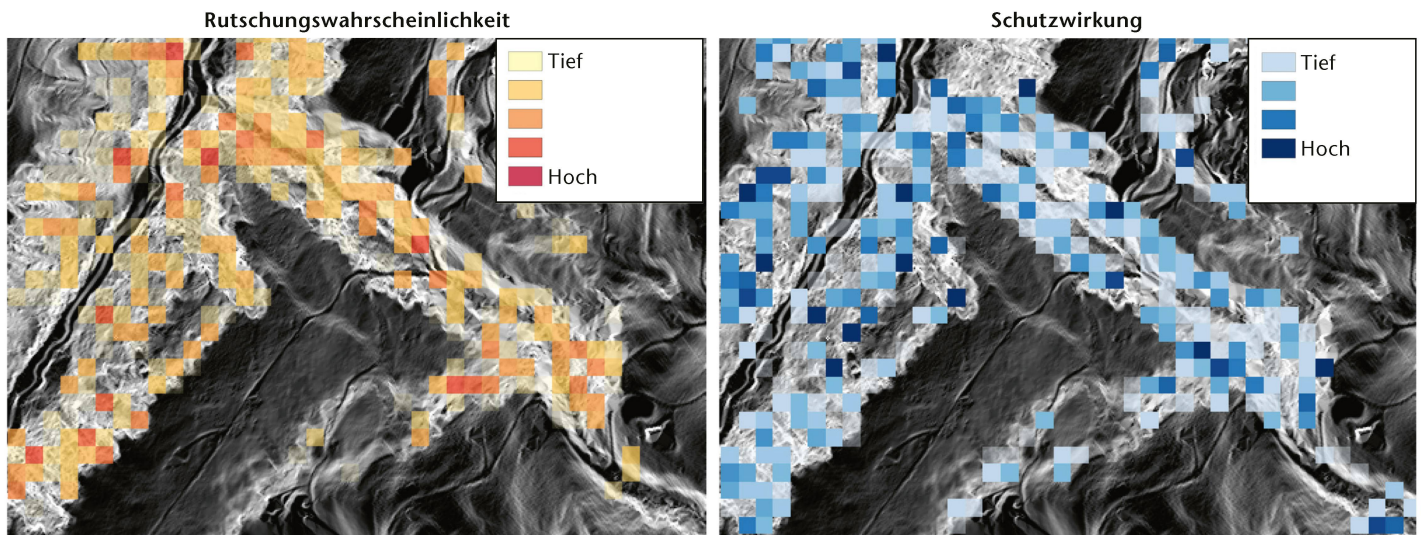 Rutschungswahrscheinlichkeit
Tief
Hoch
Schutzwirkung
Tief
Hoch